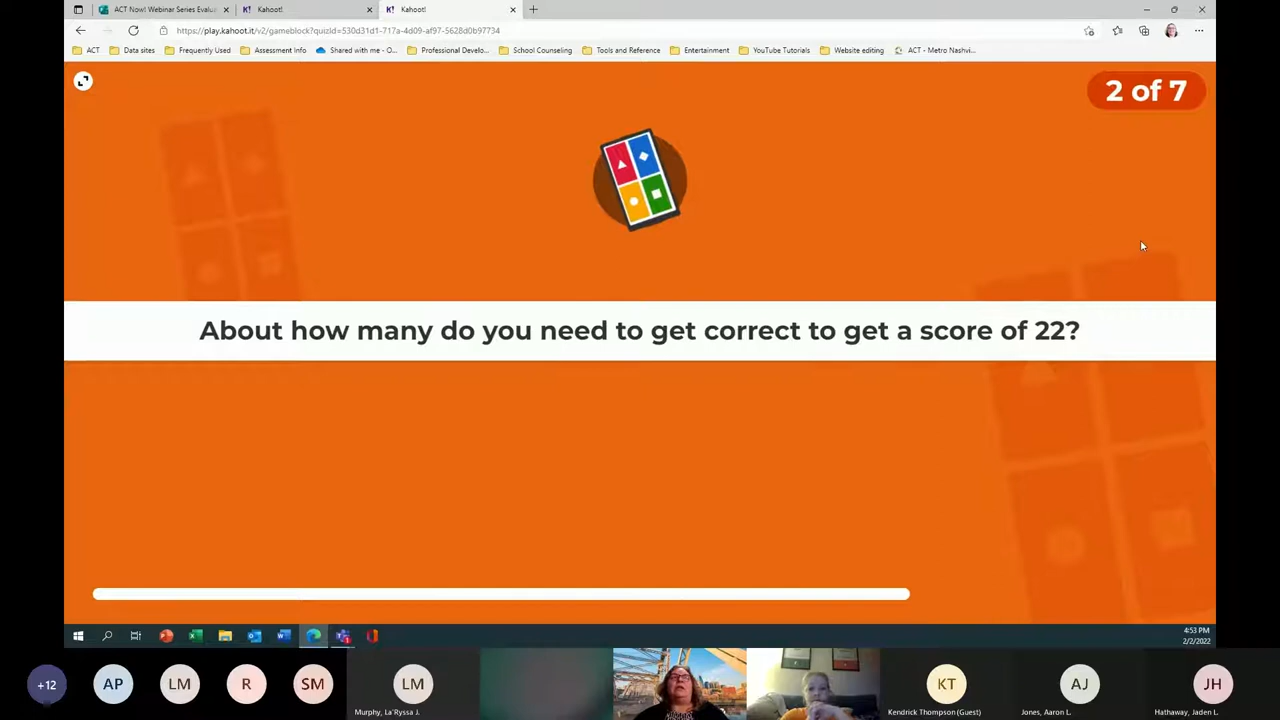 ACT Now! Webinar Series Evalu
Kahoot!
Kahoot!
https://play.kahoot.it/v2/gameblock?quizId=530d31d1-717a-4d09-af97-5628d0b97734
ACT
Data sites
Frequently Used
Assessment Info
Shared with me - O...
Professional Develo...
School Counseling
Tools and Reference
Entertainment
YouTube Tutorials
Website editing
ACT - Metro Nashvi...
2 of 7
About how many do you need to get correct to get a score of 22?
4:53 PM
2/2/2022
+12
AP
LM
R
SM
LM
Murphy, La'Ryssa J.
KT
Kendrick Thompson (Guest)
AJ
Jones, Aaron L.
JH
Hathaway, Jaden L.